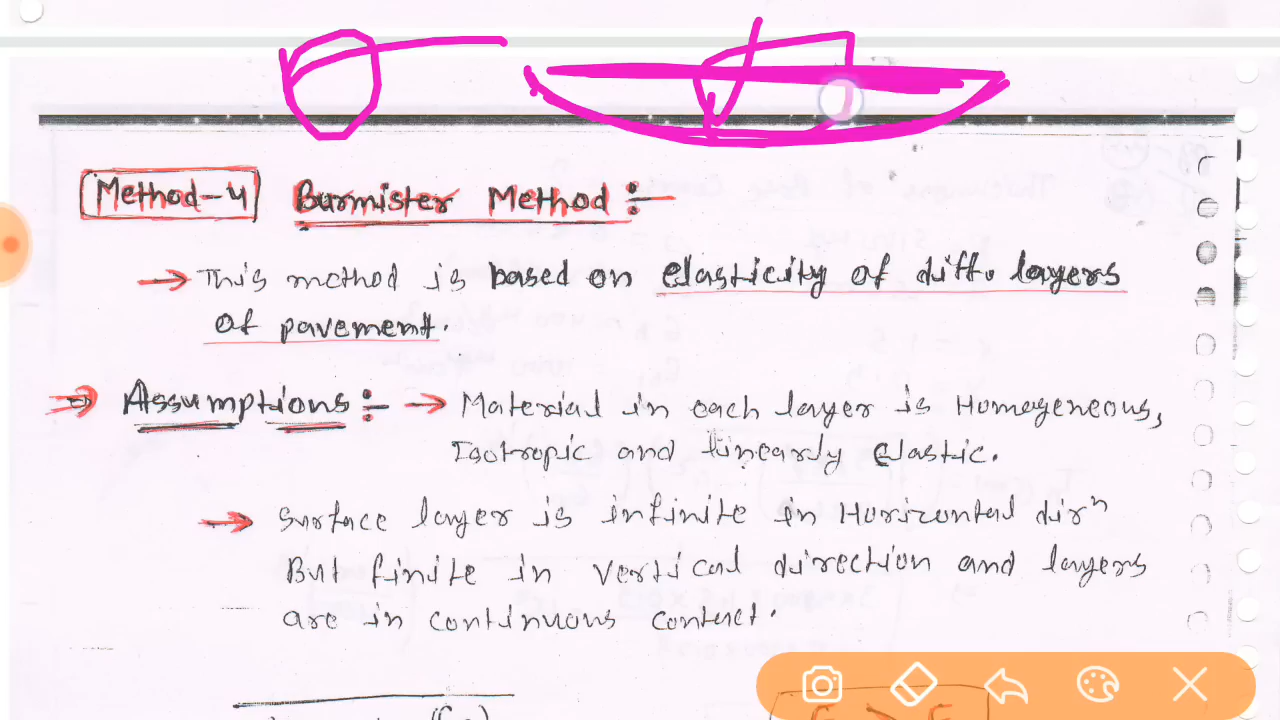 Method-4 Burmister Method :-
→ This method is based on elasticity of diff. layers
of pavement.
⇒ Assumptions :- → Material in each layer is Homogeneous,
Isotropic and linearly elastic.
→ Surface layer is infinite in Horizontal dirⁿ
But finite in vertical direction and layers
are in continuous contact.